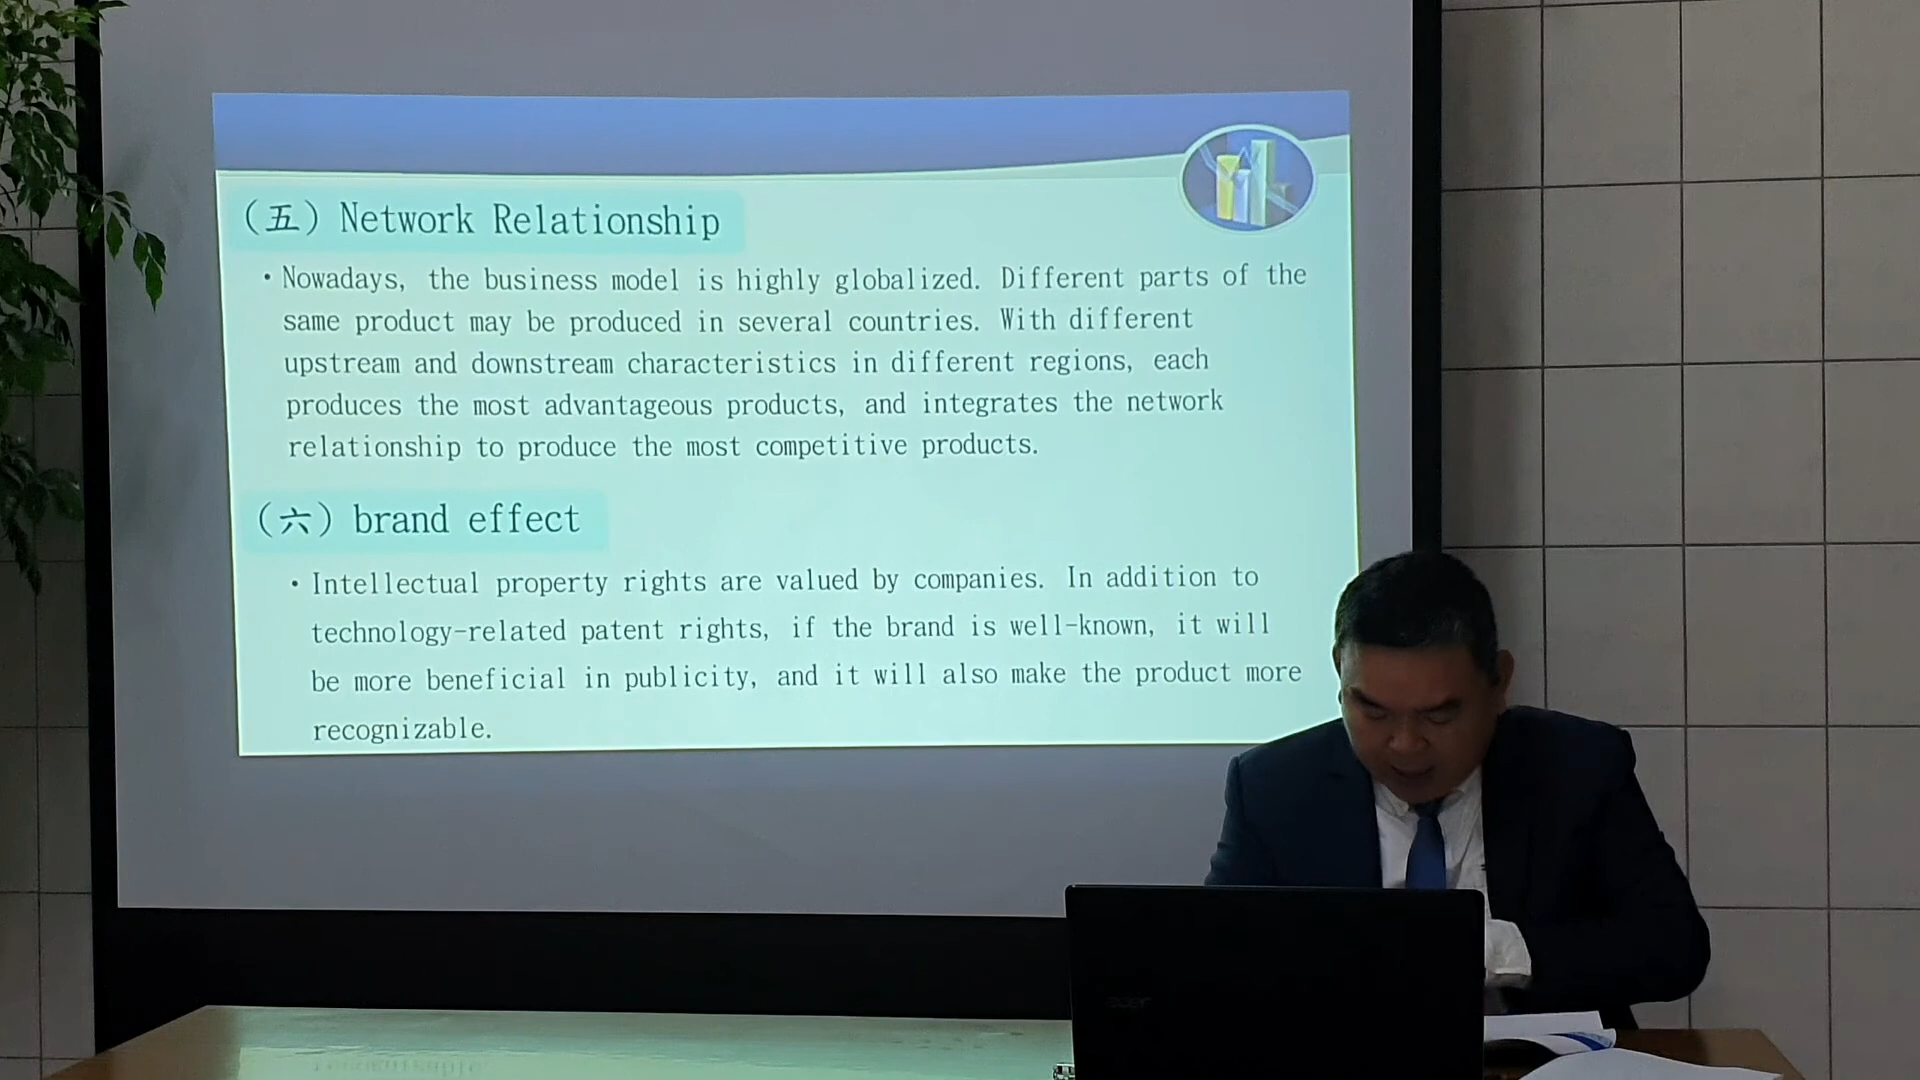 （五）Network Relationship
・Nowadays, the business model is highly globalized. Different parts of the
same product may be produced in several countries. With different
upstream and downstream characteristics in different regions, each
produces the most advantageous products, and integrates the network
relationship to produce the most competitive products.
（六）brand effect
・Intellectual property rights are valued by companies. In addition to
technology-related patent rights, if the brand is well-known, it will
be more beneficial in publicity, and it will also make the product more
recognizable.
acer